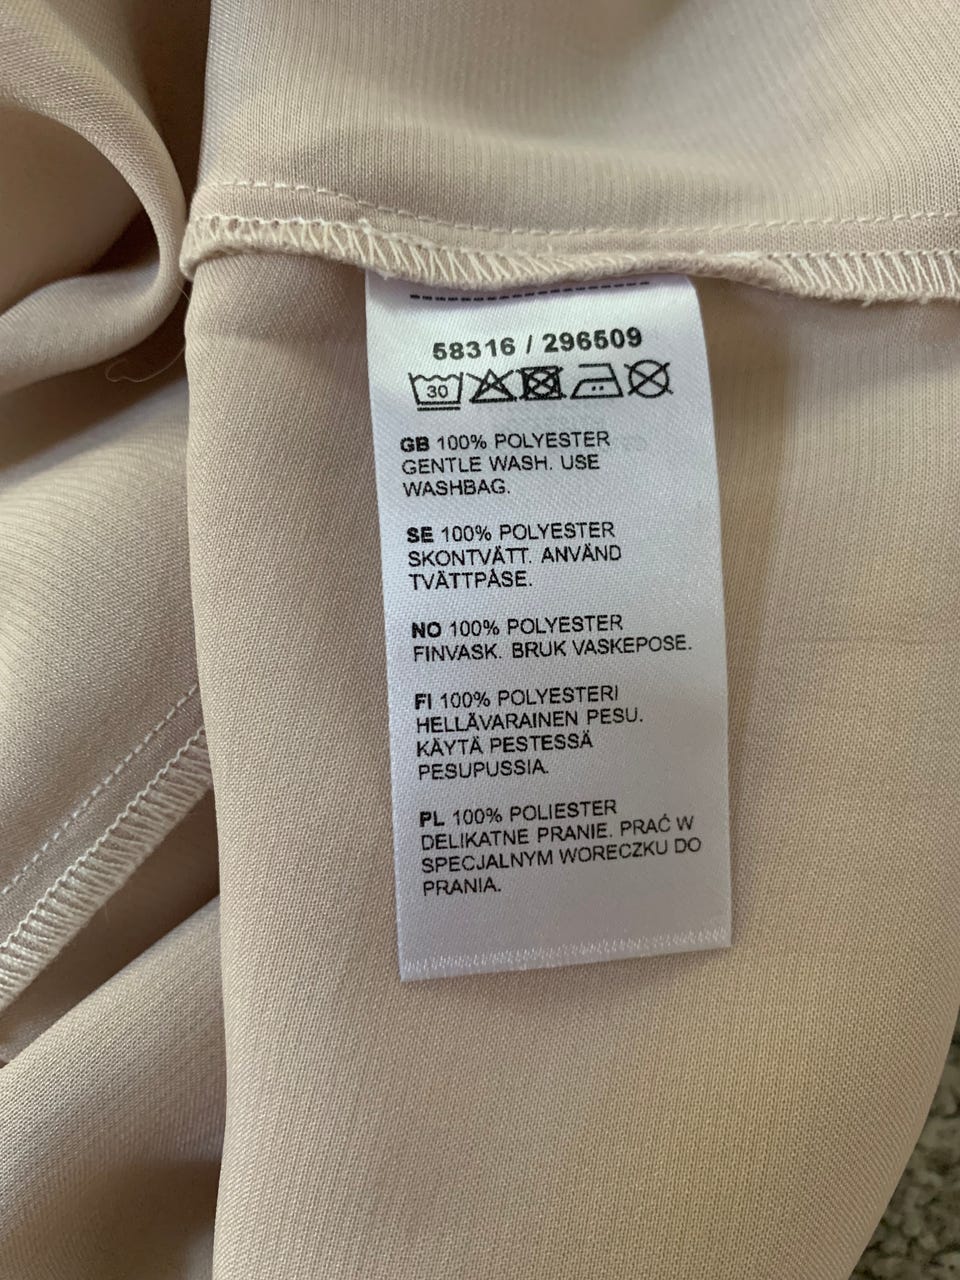 58316 / 296509
30
GB 100% POLYESTER
GENTLE WASH. USE
WASHBAG.
SE 100% POLYESTER
SKONTVÄTT. ANVÄND
TVÄTTPÅSE.
NO 100% POLYESTER
FINVASK. BRUK VASKEPOSE.
FI 100% POLYESTERI
HELLÄVARAINEN PESU.
KÄYTÄ PESTESSÄ
PESUPUSSIA.
PL 100% POLIESTER
DELIKATNE PRANIE. PRAĆ W
SPECJALNYM WORECZKU DO
PRANIA.